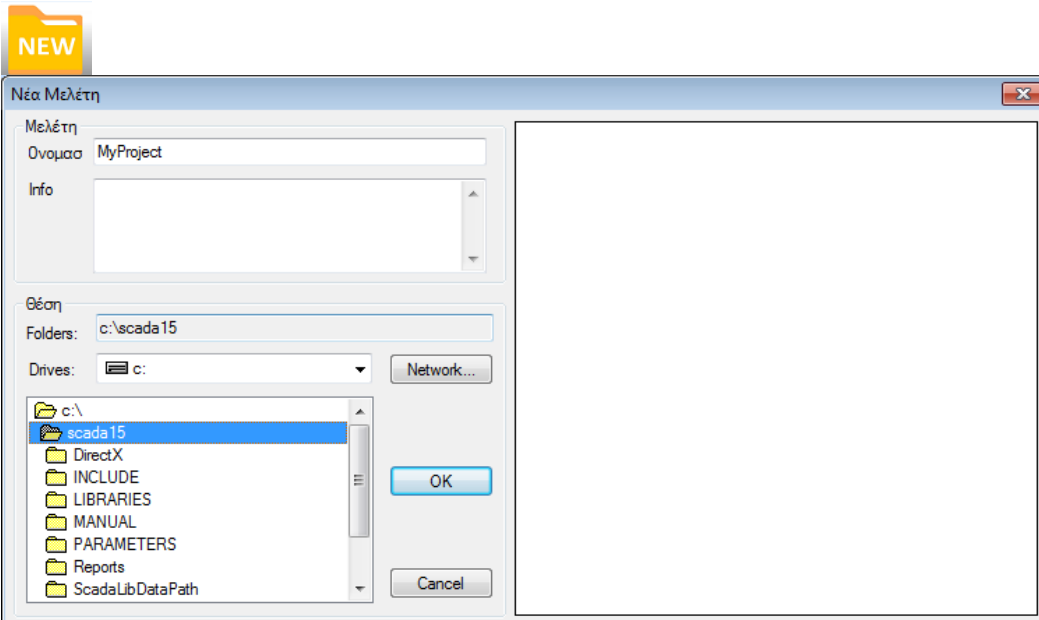 NEW
Νέα Μελέτη
Μελέτη
Ονομασ MyProject
Info
Θέση
Folders: c:\scada15
Drives: c: Network...
c:\
scada15
DirectX
INCLUDE
LIBRARIES
MANUAL
PARAMETERS
Reports
ScadaLibDataPath
OK
Cancel